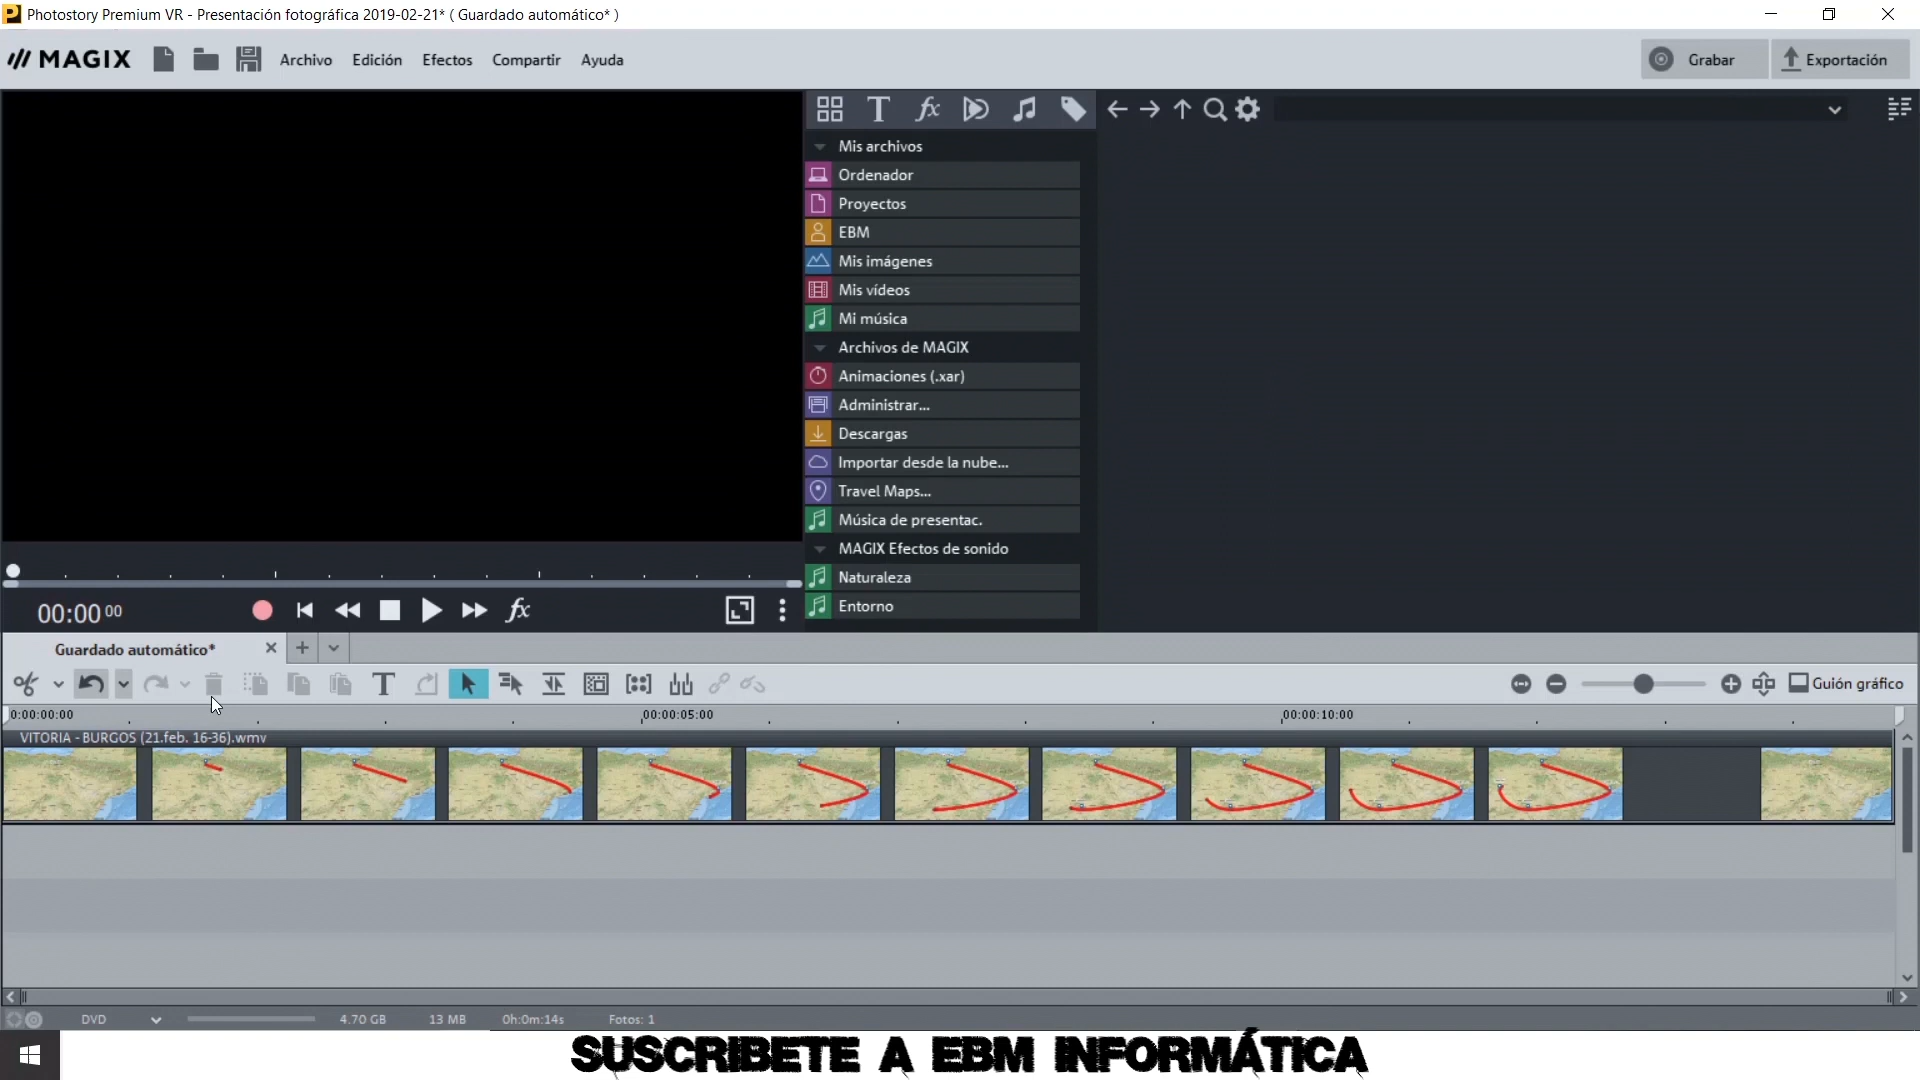 Photostory Premium VR - Presentación fotográfica 2019-02-21* ( Guardado automático* )
MAGIX Archivo Edición Efectos Compartir Ayuda Grabar Exportación
Mis archivos
Ordenador
Proyectos
EBM
Mis imágenes
Mis vídeos
Mi música
Archivos de MAGIX
Animaciones (.xar)
Administrar...
Descargas
Importar desde la nube...
Travel Maps...
Música de presentac.
MAGIX Efectos de sonido
Naturaleza
Entorno
00:00 00
Guardado automático*
Guión gráfico
0:00:00:00 00:00:05:00 00:00:10:00
VITORIA - BURGOS (21.feb. 16-36).wmv
DVD 4.70 GB 13 MB 0h:0m:14s Fotos: 1
SUSCRIBETE A EBM INFORMÁTICA